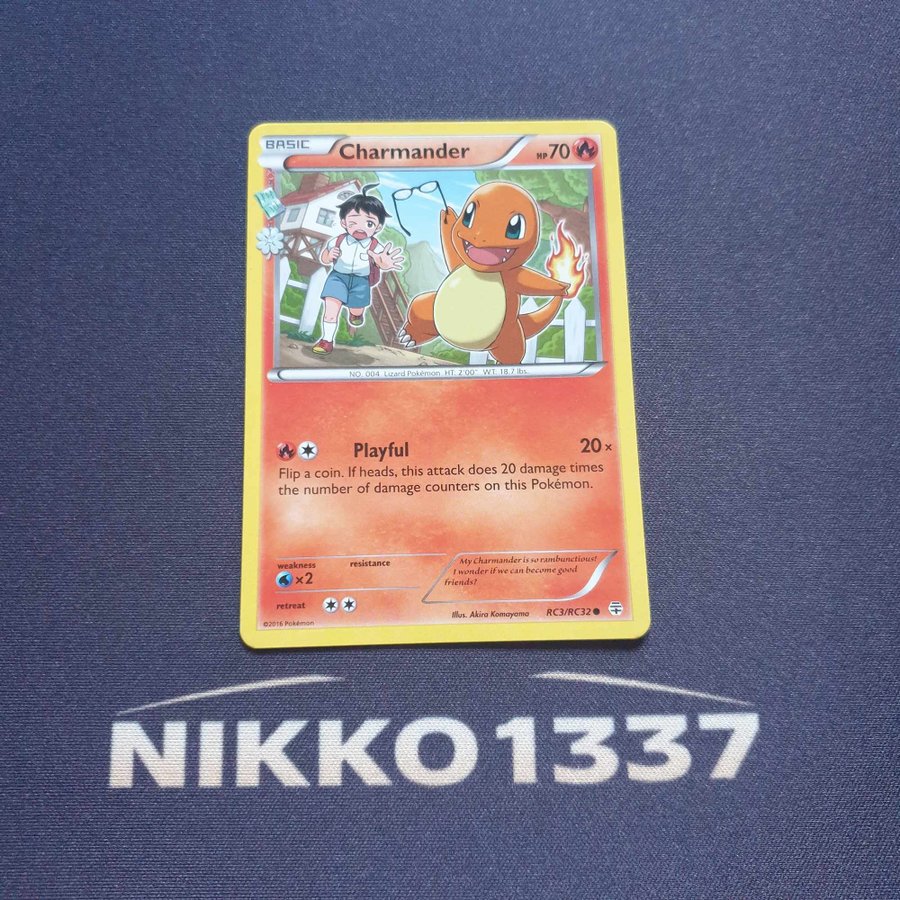 BASIC Charmander HP70
NO. 004 Lizard Pokémon HT: 2'00" WT: 18.7 lbs.
Playful 20×
Flip a coin. If heads, this attack does 20 damage times
the number of damage counters on this Pokémon.
weakness resistance
×2
My Charmander is so rambunctious!
I wonder if we can become good
friends?
retreat
Illus. Akira Komayama RC3/RC32
©2016 Pokémon
NIKKO1337